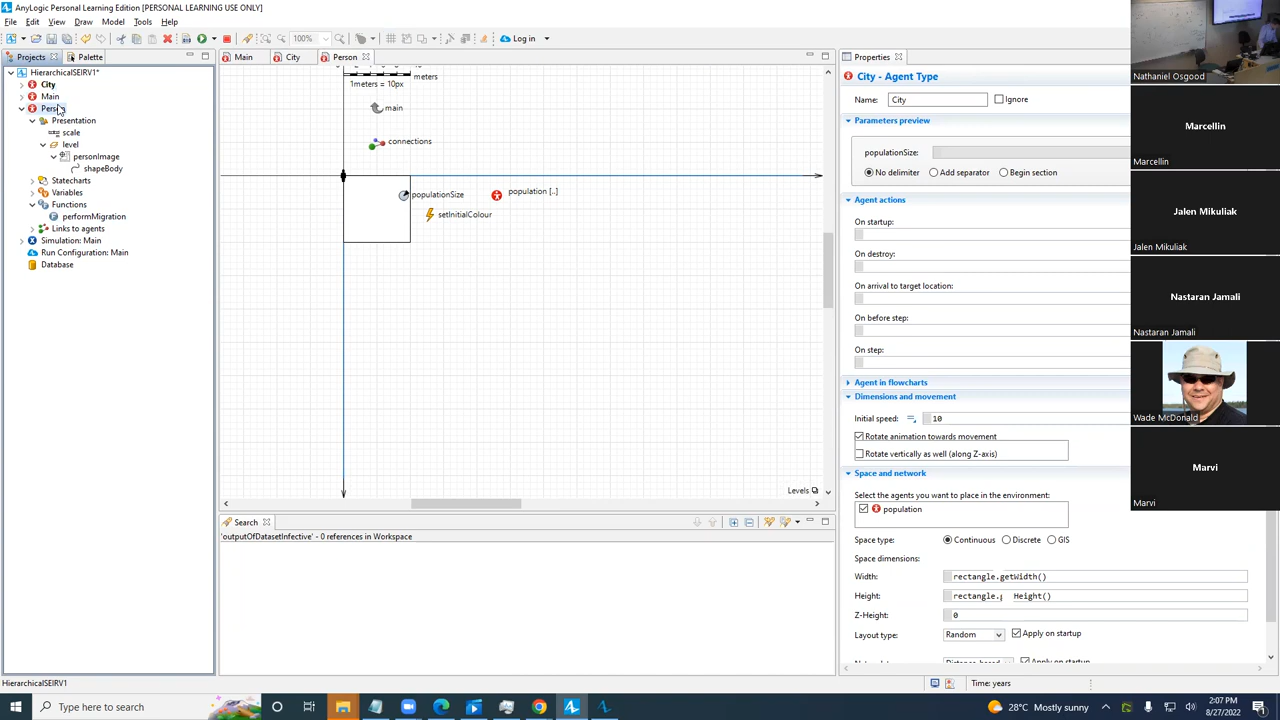 AnyLogic Personal Learning Edition [PERSONAL LEARNING USE ONLY]
File Edit View Draw Model Tools Help
100% Log in
Projects Palette
HierarchicalSEIRV1*
City
Main
Person
Presentation
scale
level
personImage
shapeBody
Statecharts
Variables
Functions
performMigration
Links to agents
Simulation: Main
Run Configuration: Main
Database
Main City Person
meters
1meters = 10px
main
connections
populationSize
population [..]
setInitialColour
Levels
Search
'outputOfDatasetInfective' - 0 references in Workspace
Properties
City - Agent Type
Name: City Ignore
Parameters preview
populationSize:
No delimiter Add separator Begin section
Agent actions
On startup:
On destroy:
On arrival to target location:
On before step:
On step:
Agent in flowcharts
Dimensions and movement
Initial speed: 10
Rotate animation towards movement
Rotate vertically as well (along Z-axis)
Space and network
Select the agents you want to place in the environment:
population
Space type: Continuous Discrete GIS
Space dimensions:
Width: rectangle.getWidth()
Height: rectangle.g Height()
Z-Height: 0
Layout type: Random Apply on startup
Distance-based Apply on startup
Nathaniel Osgood
Marcellin
Marcellin
Jalen Mikuliak
Jalen Mikuliak
Nastaran Jamali
Nastaran Jamali
Wade McDonald
Marvi
Marvi
HierarchicalSEIRV1
Time: years
Type here to search
28°C Mostly sunny
2:07 PM
8/27/2022